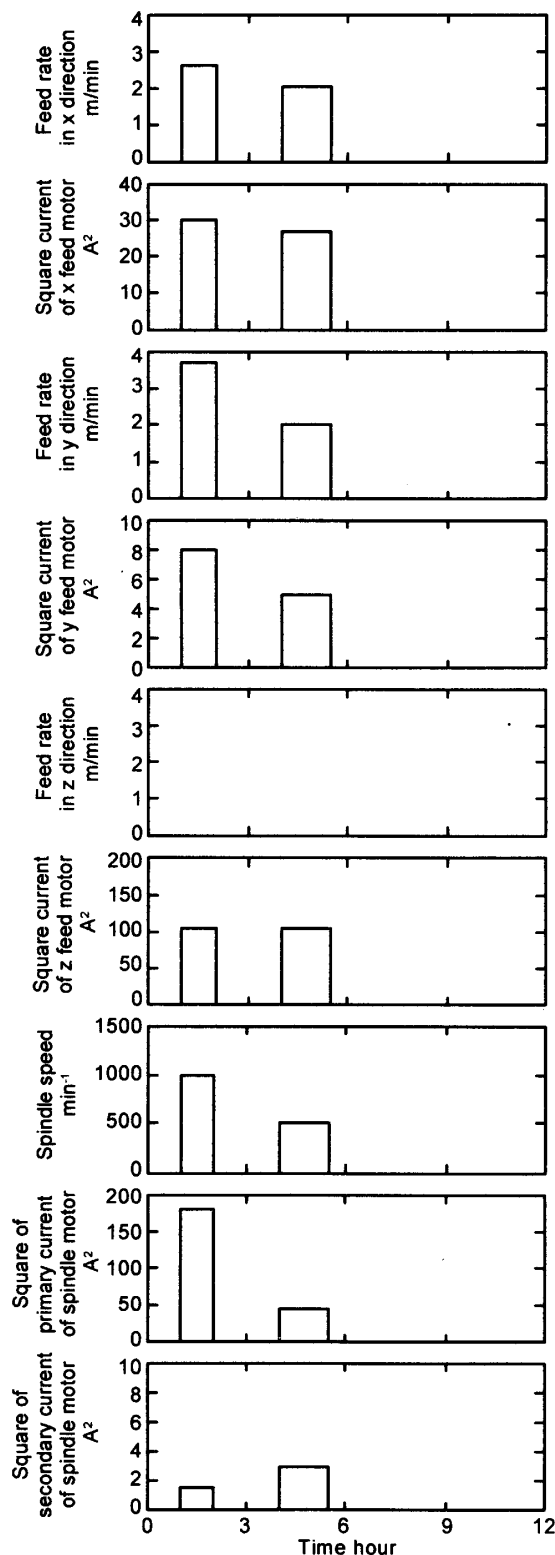 Feed rate
in x direction
m/min
4
3
2
1
0
Square current
of x feed motor
A²
40
30
20
10
0
Feed rate
in y direction
m/min
4
3
2
1
0
Square current
of y feed motor
A²
10
8
6
4
2
0
Feed rate
in z direction
m/min
4
3
2
1
0
Square current
of z feed motor
A²
200
150
100
50
0
Spindle speed
min⁻¹
1500
1000
500
0
Square of
primary current
of spindle motor
A²
200
150
100
50
0
Square of
secondary current
of spindle motor
A²
10
8
6
4
2
0
0 3 6 9 12
Time hour